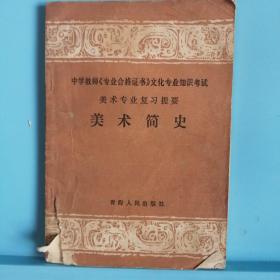 中学教师《专业合格证书》文化专业知识考试
美术专业复习提要
美术简史
青海人民出版社